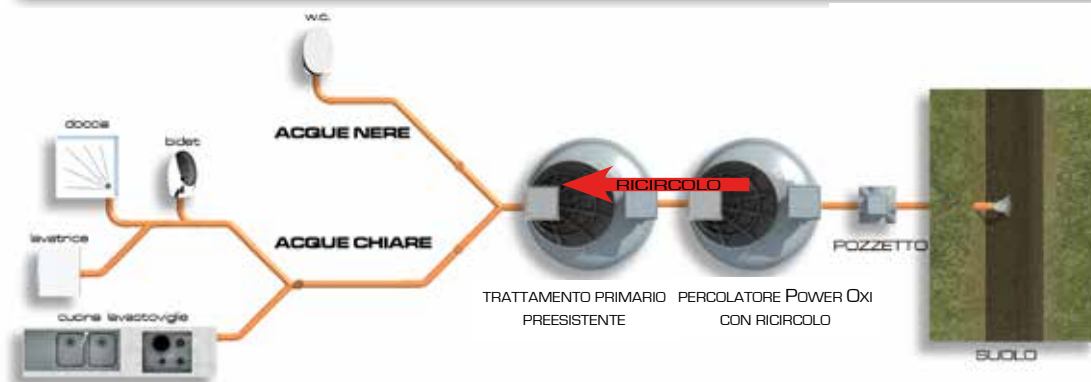 w.c.
ACQUE NERE
doccia
bidet
lavatrice
ACQUE CHIARE
cucina lavastoviglie
RICIRCOLO
TRATTAMENTO PRIMARIO
PREESISTENTE
PERCOLATORE POWER OXI
CON RICIRCOLO
POZZETTO
SUOLO